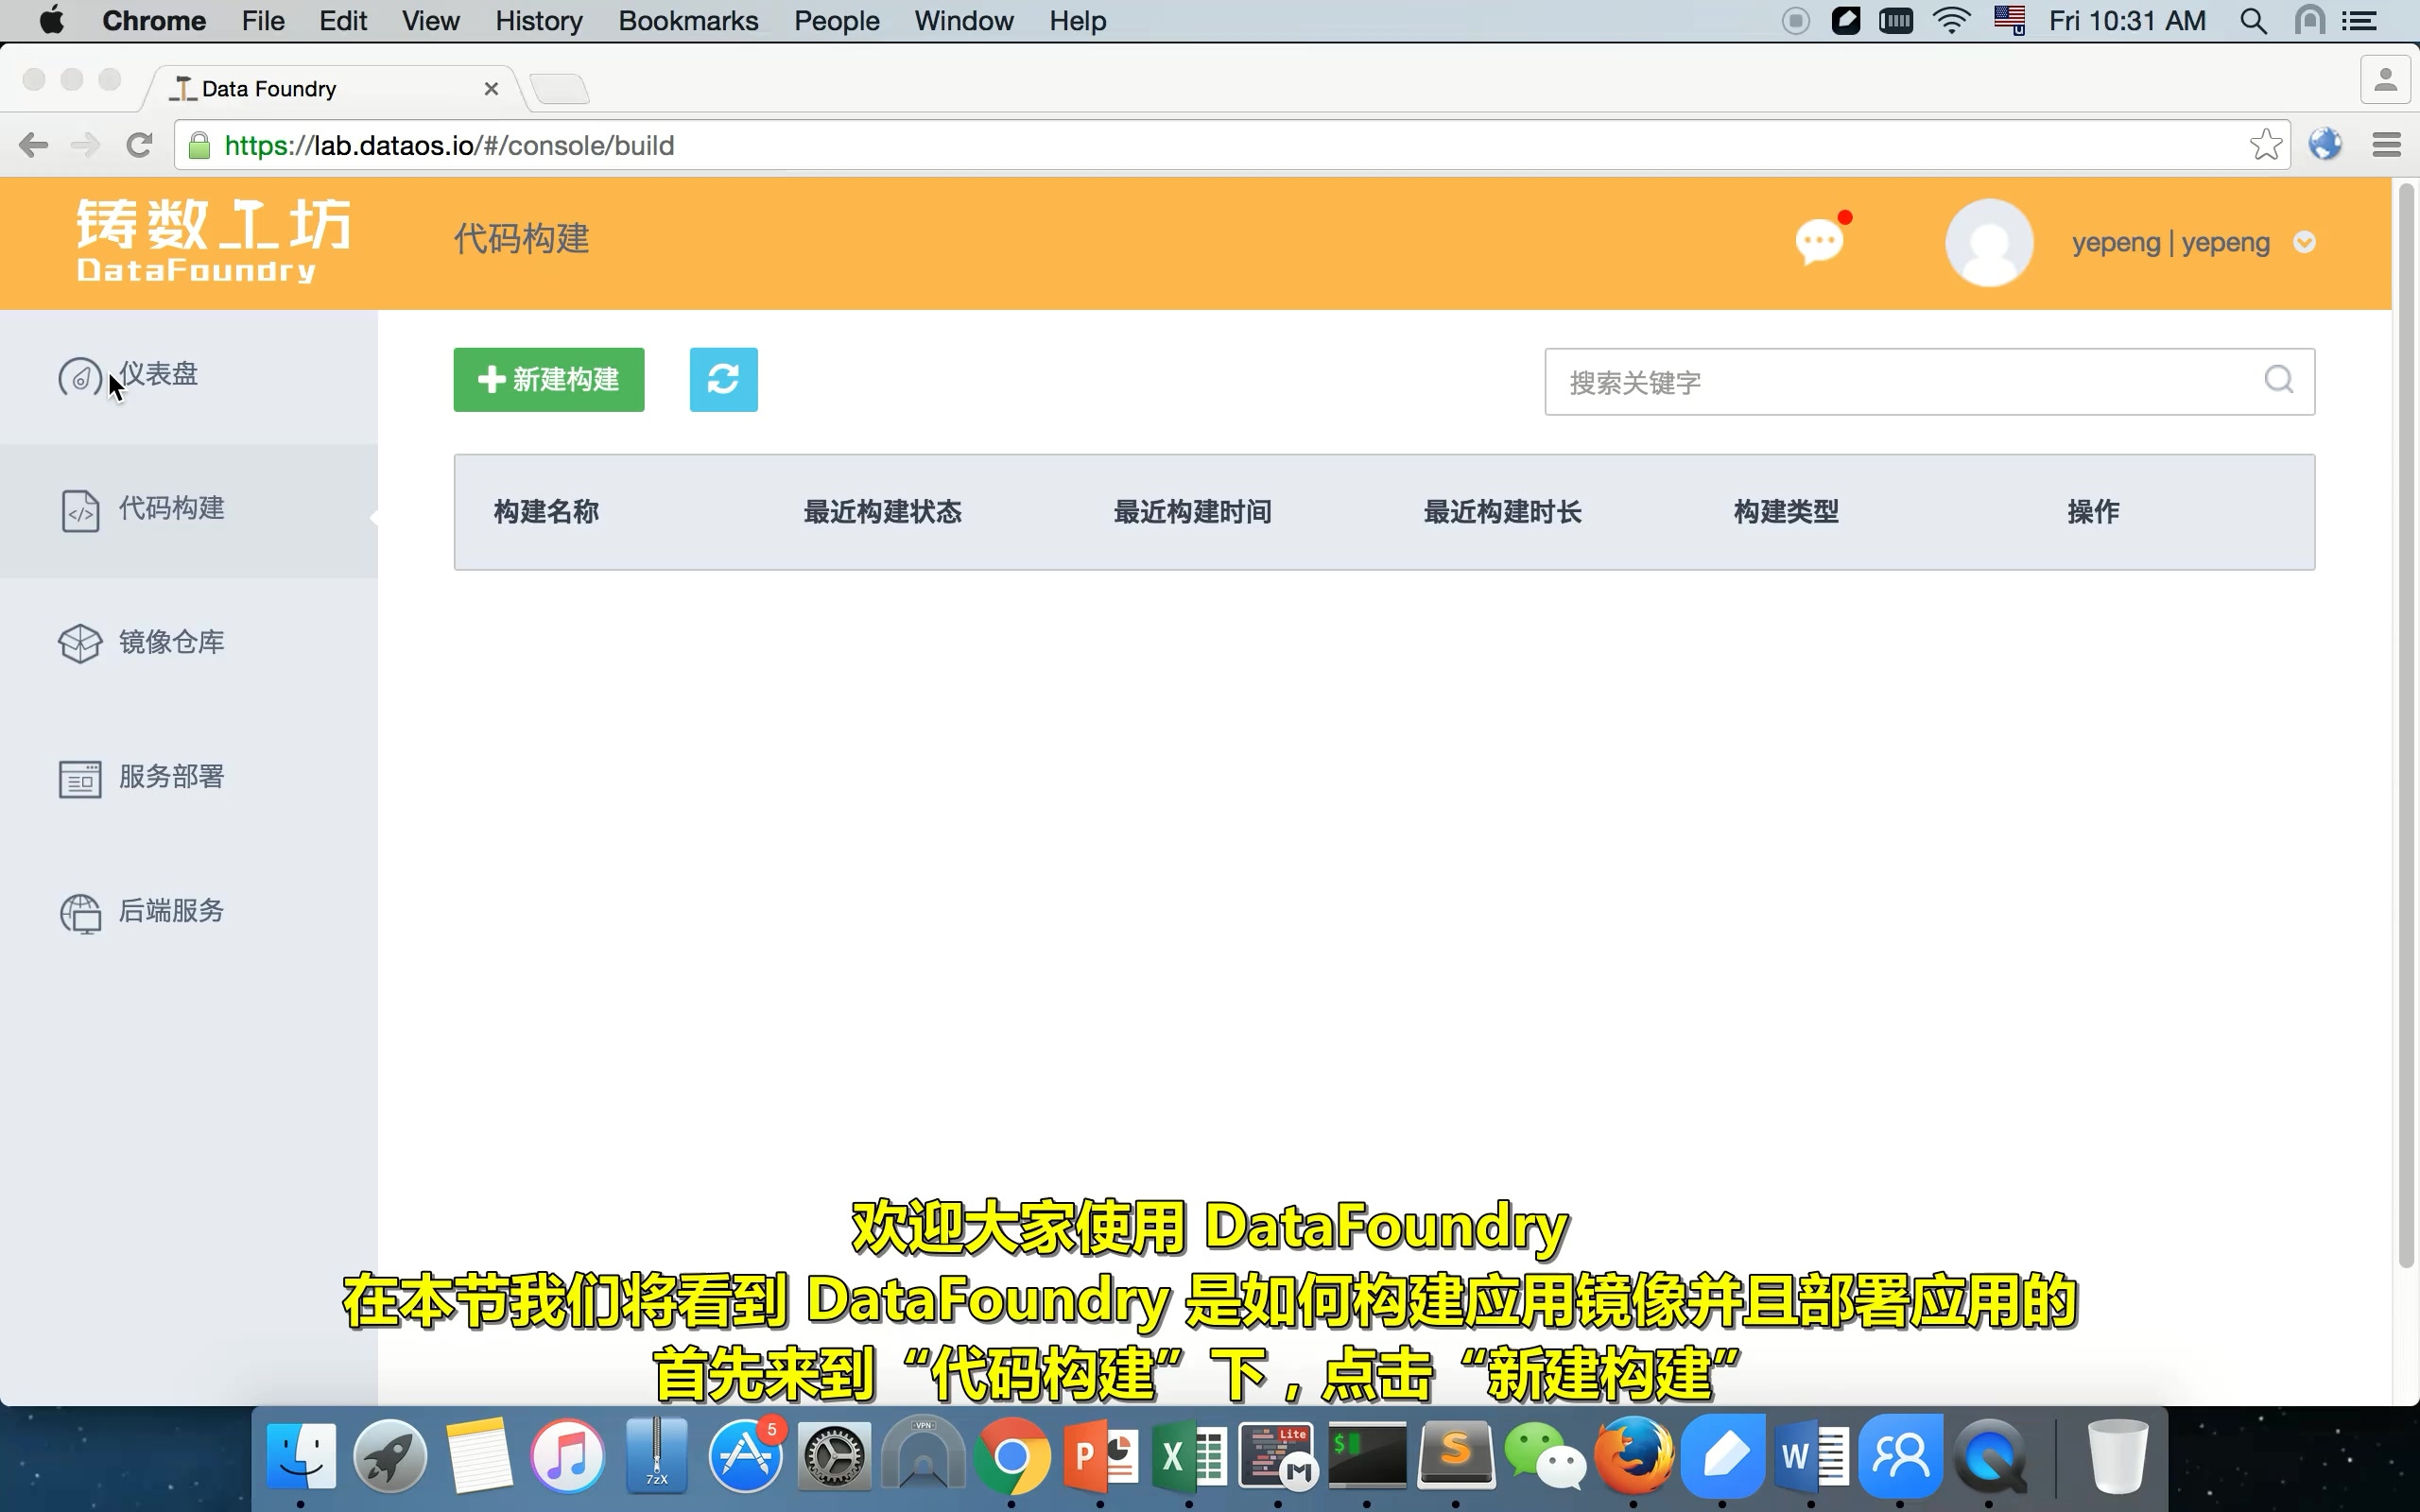 Chrome File Edit View History Bookmarks People Window Help Fri 10:31 AM
Data Foundry
https://lab.dataos.io/#/console/build
铸数工坊
DataFoundry
代码构建
yepeng | yepeng
仪表盘
代码构建
镜像仓库
服务部署
后端服务
新建构建
搜索关键字
构建名称 最近构建状态 最近构建时间 最近构建时长 构建类型 操作
欢迎大家使用 DataFoundry
在本节我们将看到 DataFoundry 是如何构建应用镜像并且部署应用的
首先来到“代码构建”下，点击“新建构建”
7zX
5
VPN
P
X
Lite
M
$
S
W